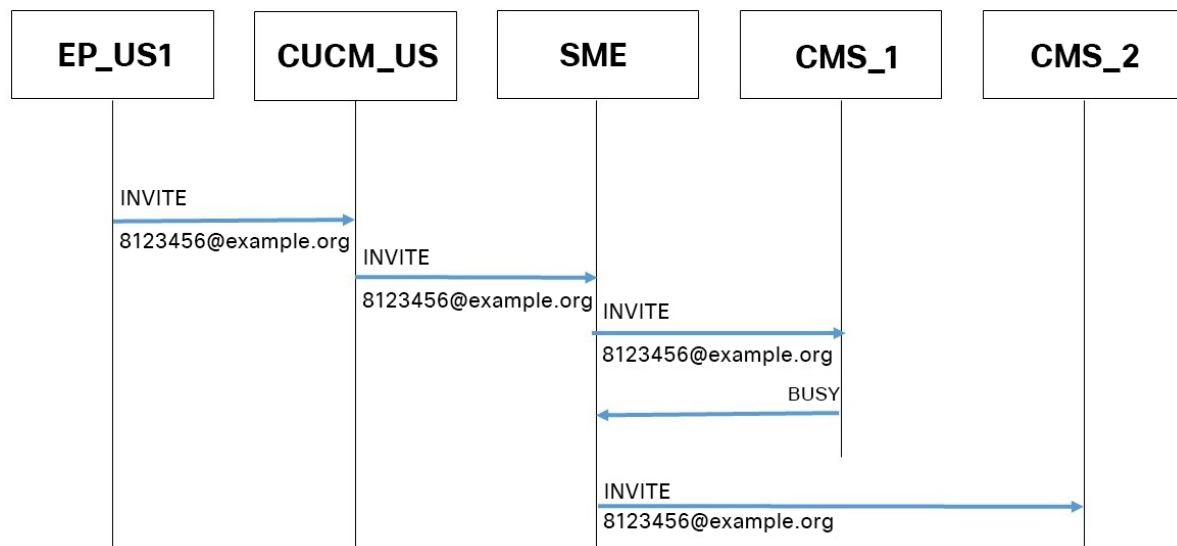 EP_US1
CUCM_US
SME
CMS_1
CMS_2
INVITE
8123456@example.org
INVITE
8123456@example.org
INVITE
8123456@example.org
BUSY
INVITE
8123456@example.org